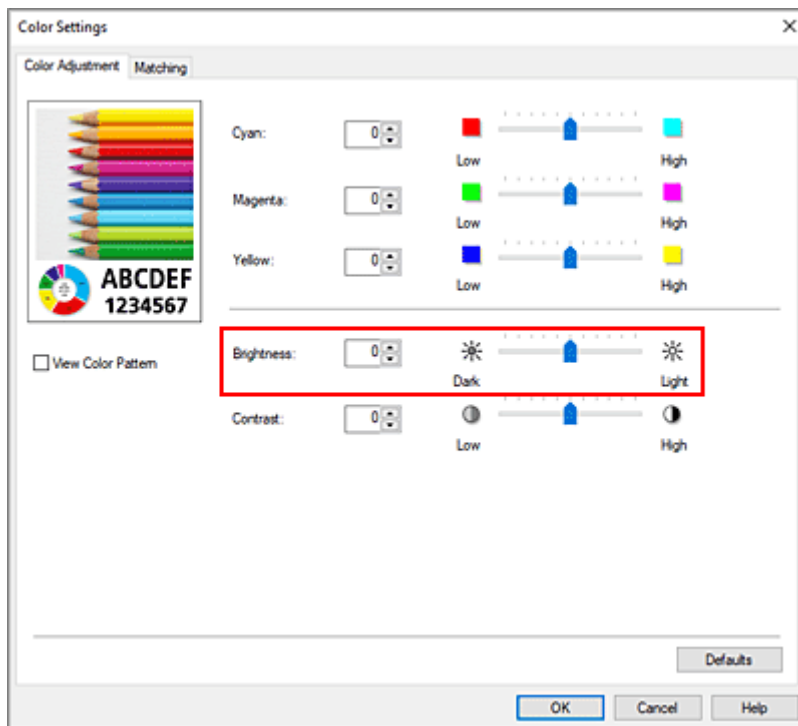 Color Settings
Color Adjustment Matching
Cyan: 0
Low High
Magenta: 0
Low High
Yellow: 0
Low High
ABCDEF
1234567
View Color Pattern
Brightness: 0
Dark Light
Contrast: 0
Low High
Defaults
OK Cancel Help